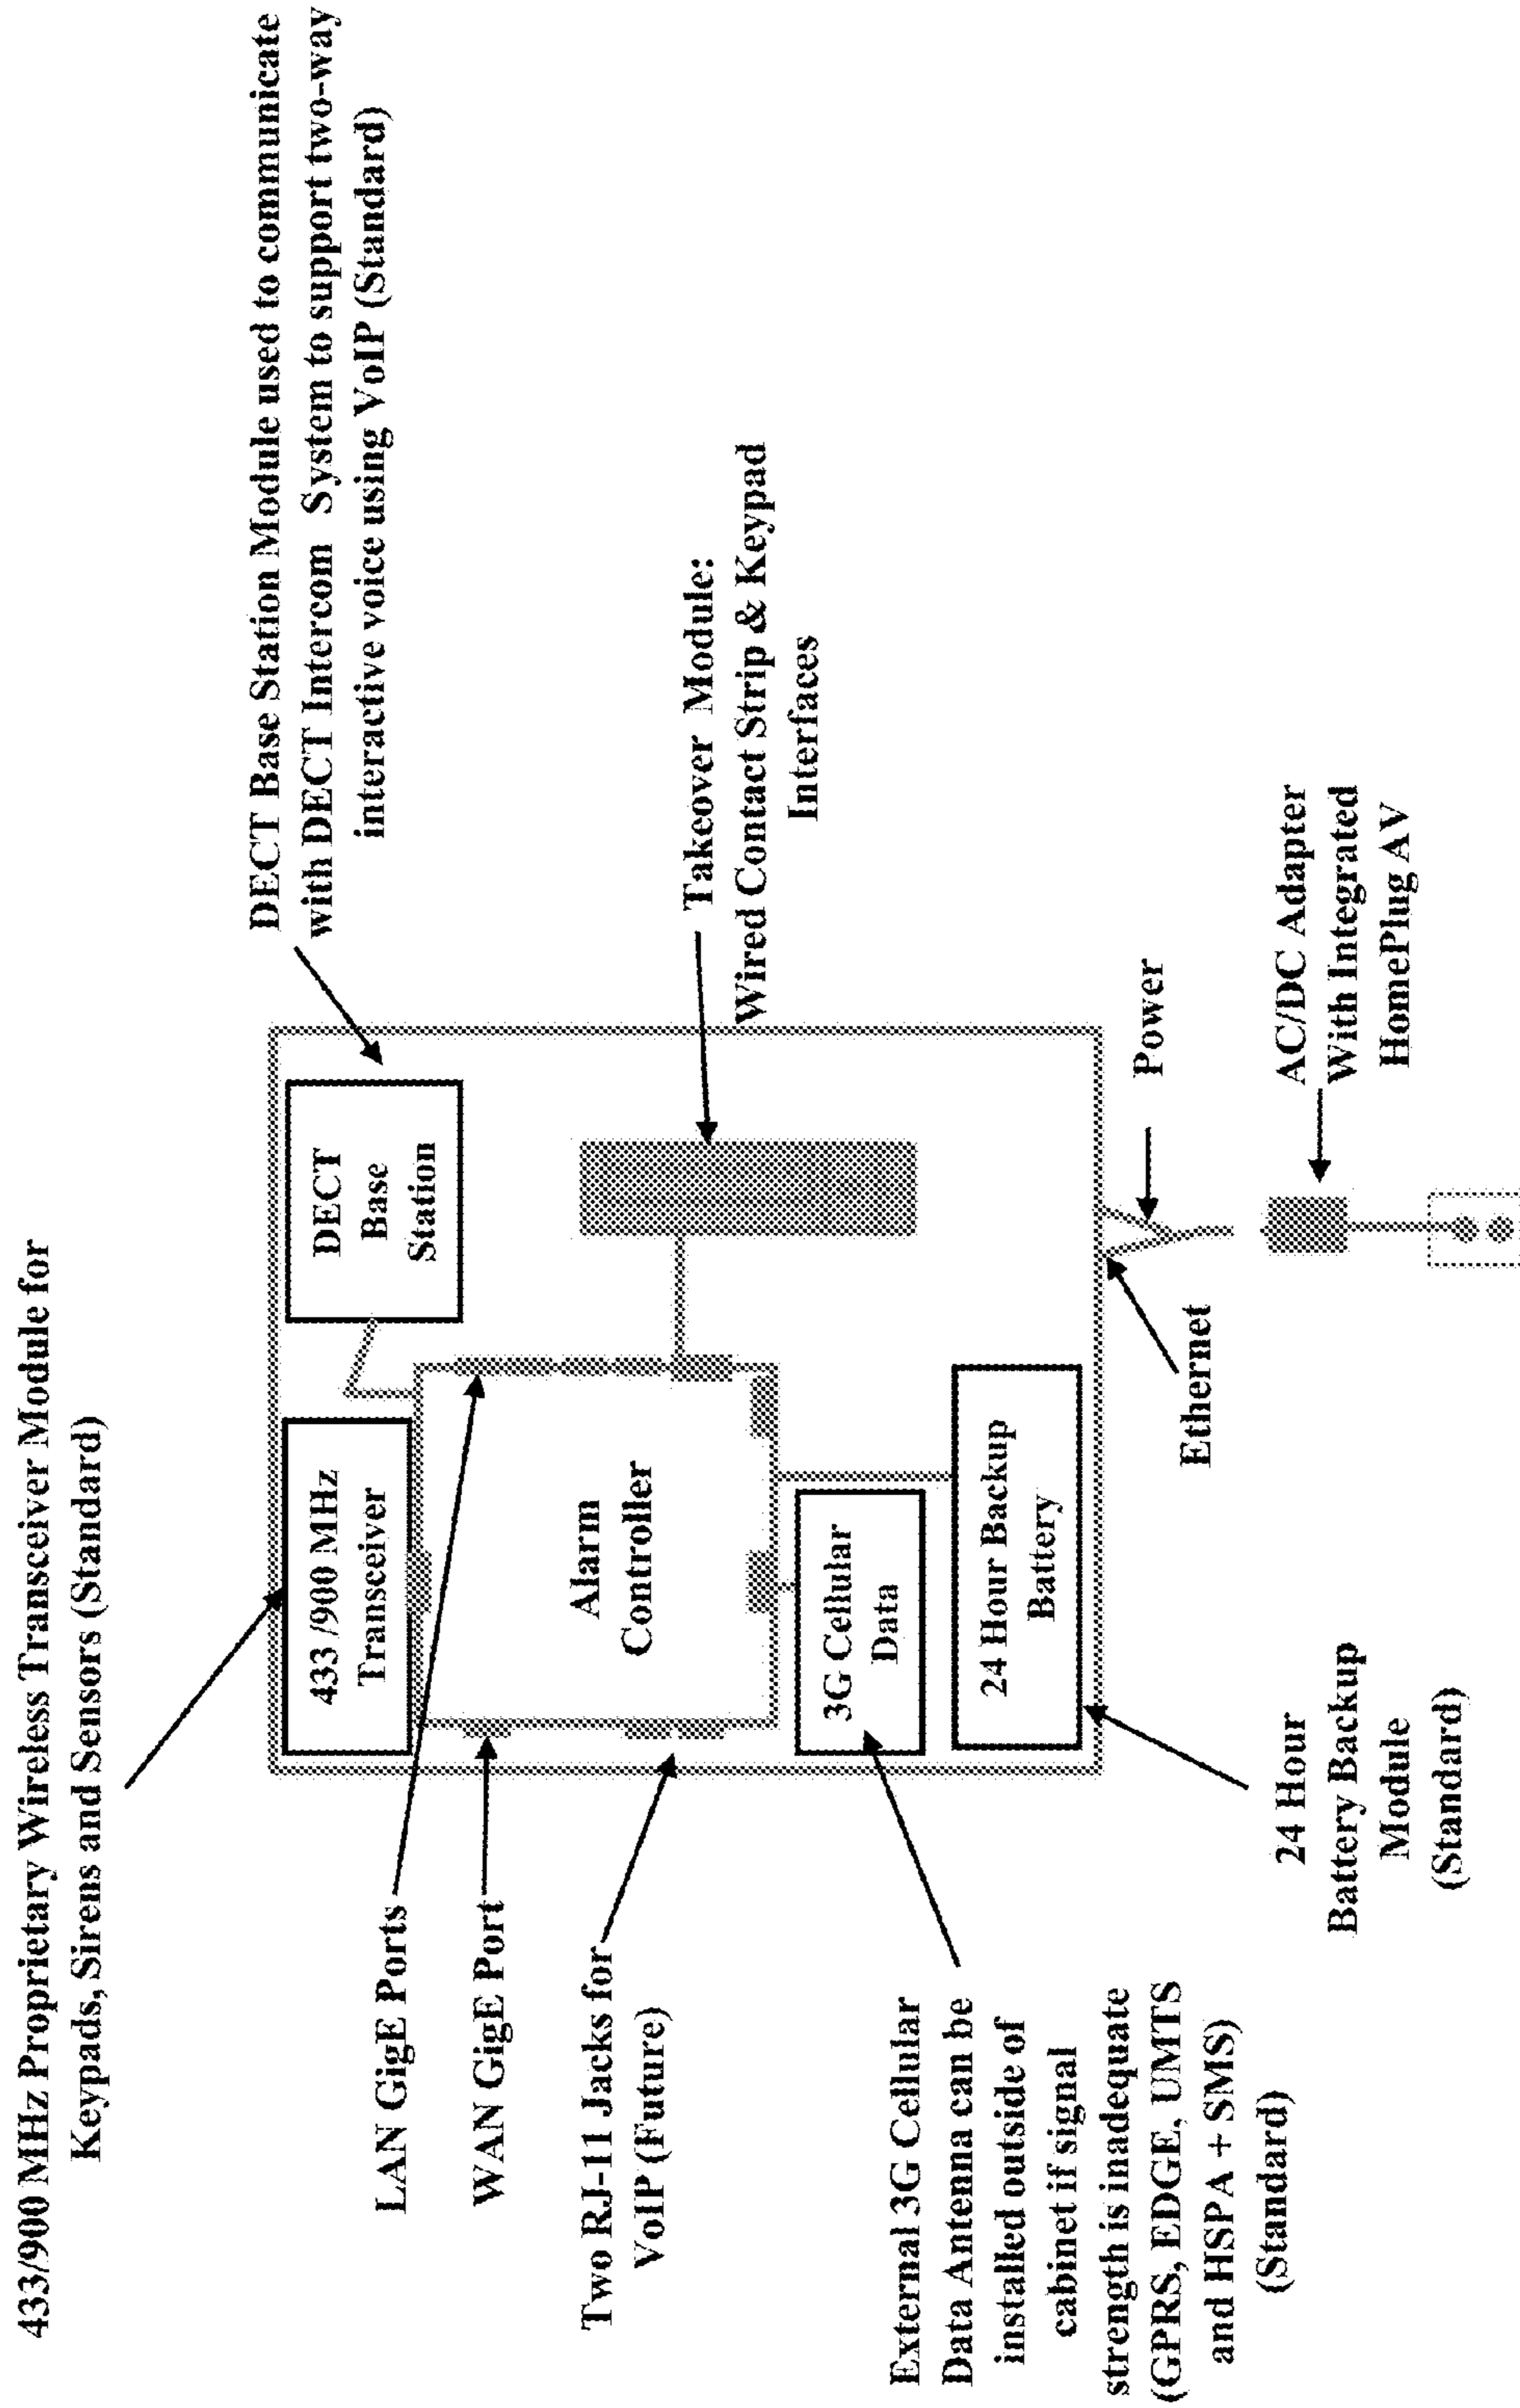 433/900 MHz Proprietary Wireless Transceiver Module for
Keypads, Sirens and Sensors (Standard)
DECT Base Station Module used to communicate
with DECT Intercom System to support two-way
interactive voice using VoIP (Standard)
LAN GigE Ports
WAN GigE Port
Two RJ-11 Jacks for
VoIP (Future)
External 3G Cellular
Data Antenna can be
installed outside of
cabinet if signal
strength is inadequate
(GPRS, EDGE, UMTS
and HSPA + SMS)
(Standard)
433 /900 MHz
Transceiver
DECT
Base
Station
Alarm
Controller
3G Cellular
Data
24 Hour Backup
Battery
Takeover Module:
Wired Contact Strip & Keypad
Interfaces
24 Hour
Battery Backup
Module
(Standard)
Ethernet
Power
AC/DC Adapter
With Integrated
HomePlug AV